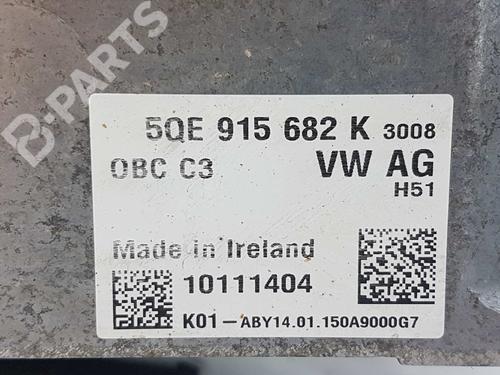 B-PARTS
5QE 915 682 K 3008
OBC C3 VW AG
H51
Made in Ireland
10111404
K01-ABY14.01.150A9000G7